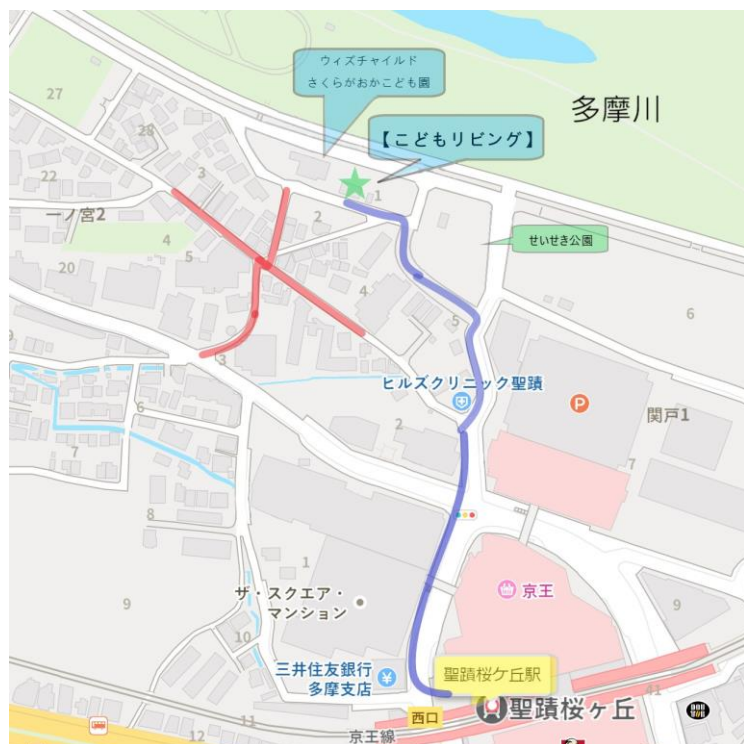 ウィズチャイルド
さくらがおかこども園
多摩川
【こどもリビング】
27
28
3
22
1
2
一ノ宮2
4
5
せいせき公園
20
4
5
6
3
ヒルズクリニック聖蹟
P
関戸1
6
2
7
7
8
1
京王
ザ・スクエア・
マンション
9
9
10
三井住友銀行
多摩支店
¥
聖蹟桜ケ丘駅
41
西口
聖蹟桜ヶ丘
11
12
京王線